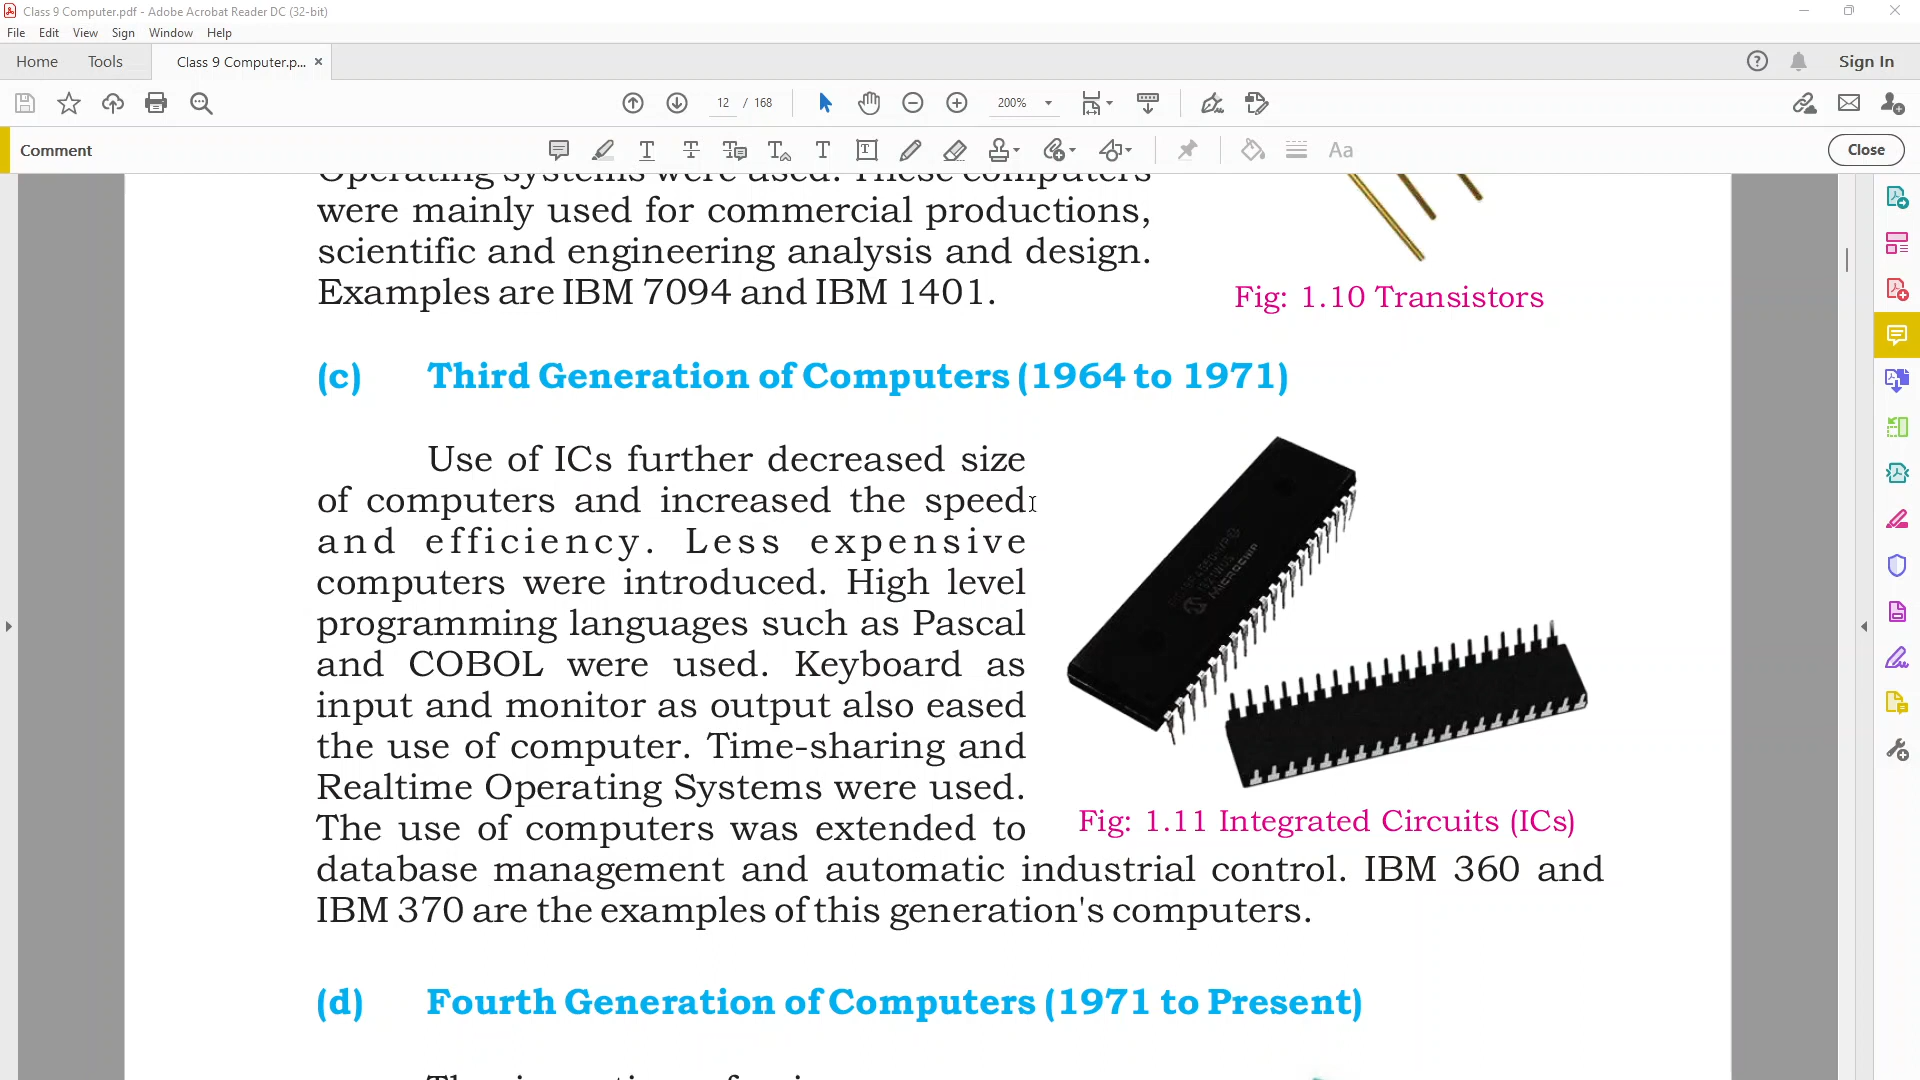 Class 9 Computer.pdf - Adobe Acrobat Reader DC (32-bit)
File Edit View Sign Window Help
Home Tools Class 9 Computer.p... × Sign In
12 / 168 200%
Comment Close
Operating systems were used. These computers
were mainly used for commercial productions,
scientific and engineering analysis and design.
Examples are IBM 7094 and IBM 1401.
Fig: 1.10 Transistors
(c) Third Generation of Computers (1964 to 1971)
Use of ICs further decreased size
of computers and increased the speed
and efficiency. Less expensive
computers were introduced. High level
programming languages such as Pascal
and COBOL were used. Keyboard as
input and monitor as output also eased
the use of computer. Time-sharing and
Realtime Operating Systems were used.
The use of computers was extended to
MICROCHIP
Fig: 1.11 Integrated Circuits (ICs)
database management and automatic industrial control. IBM 360 and
IBM 370 are the examples of this generation's computers.
(d) Fourth Generation of Computers (1971 to Present)